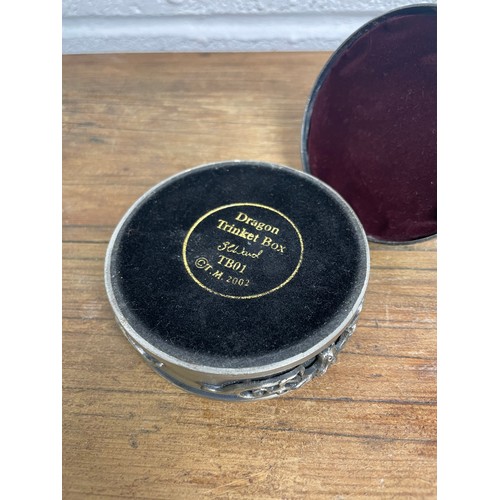 Dragon
Trinket Box
TB01
©T.M. 2002